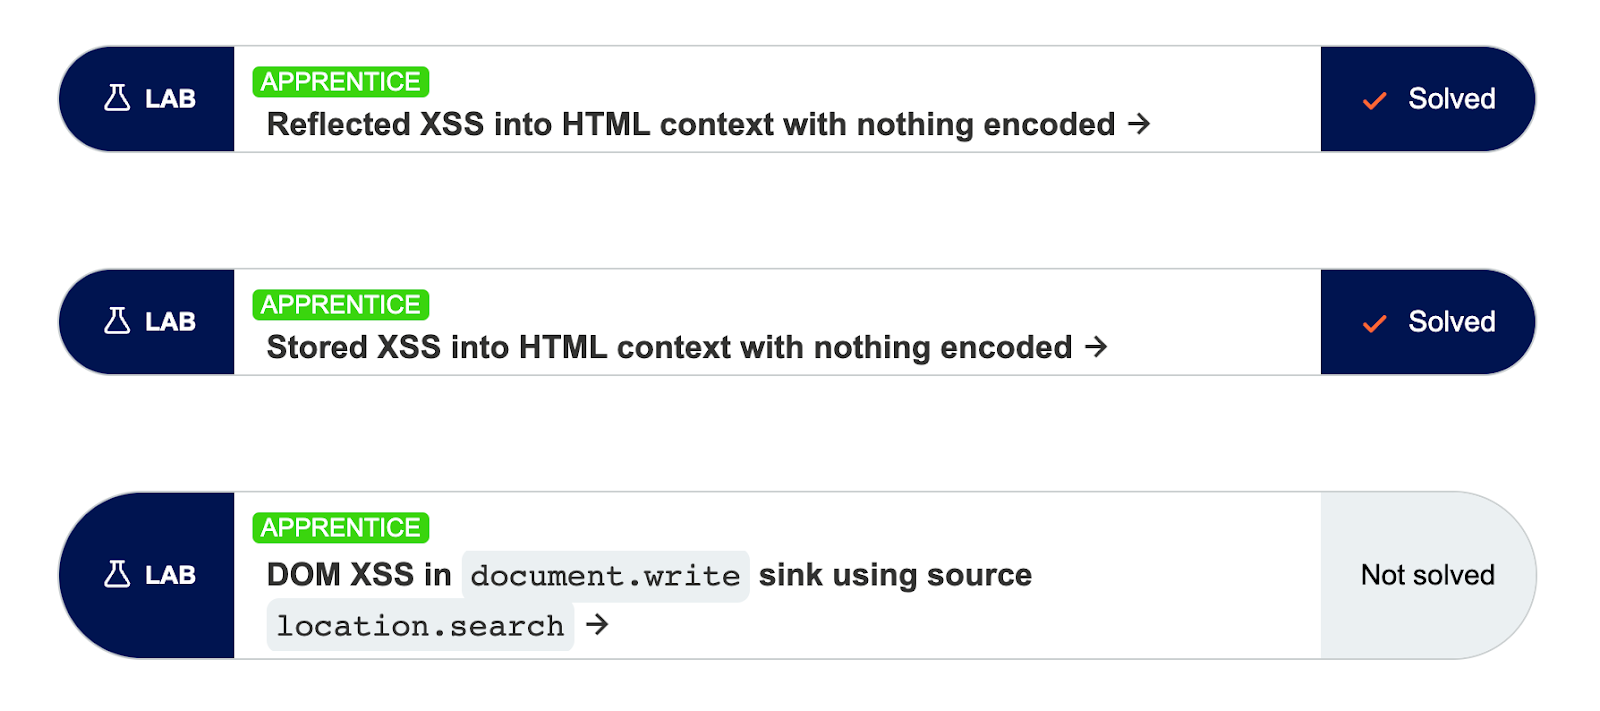 LAB
APPRENTICE
Reflected XSS into HTML context with nothing encoded →
Solved
LAB
APPRENTICE
Stored XSS into HTML context with nothing encoded →
Solved
LAB
APPRENTICE
DOM XSS in document.write sink using source
location.search →
Not solved